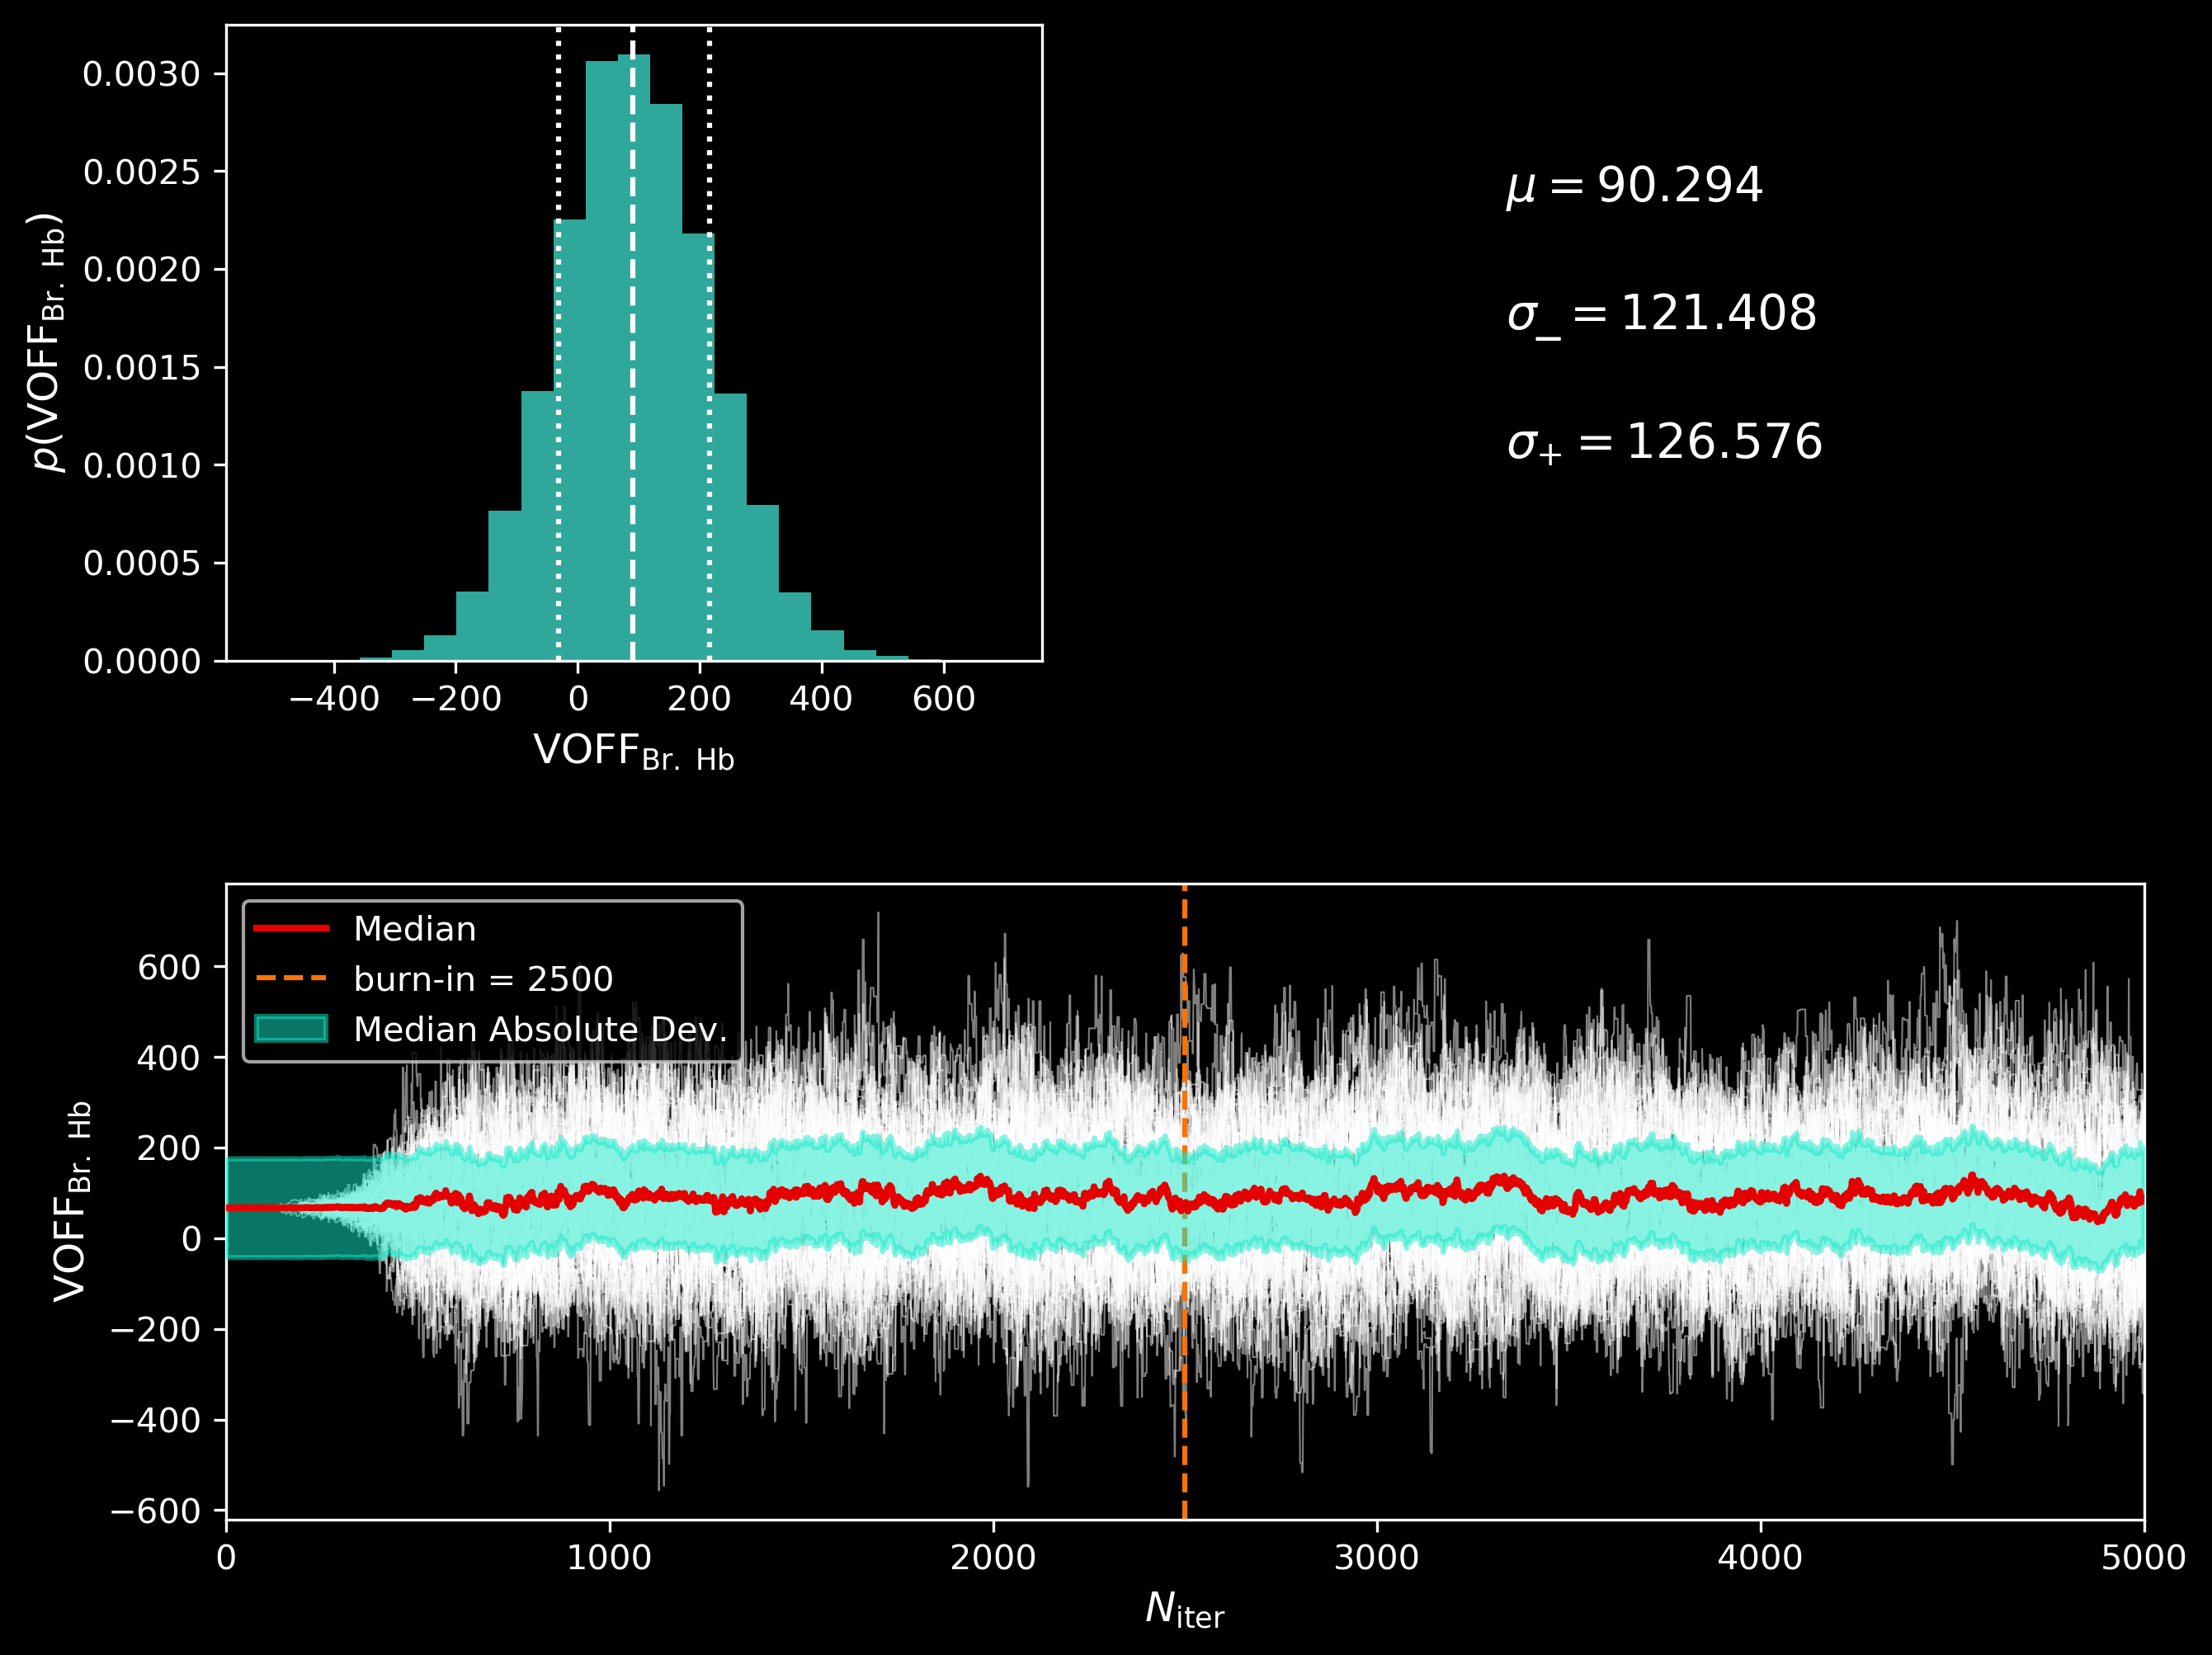 0.0030
0.0025
0.0020
0.0015
0.0010
0.0005
0.0000
p(VOFF_Br. Hb)
−400 −200 0 200 400 600
VOFF_Br. Hb
μ = 90.294
σ_− = 121.408
σ_+ = 126.576
Median
burn-in = 2500
Median Absolute Dev.
600
400
200
0
−200
−400
−600
VOFF_Br. Hb
0 1000 2000 3000 4000 5000
N_iter